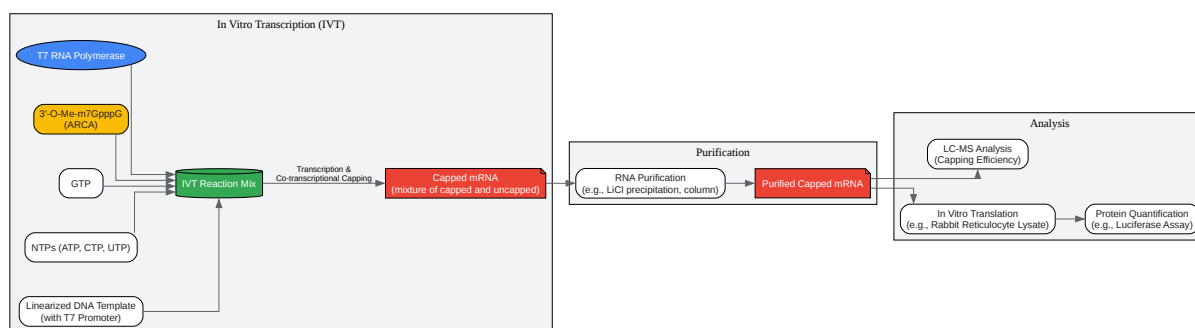 In Vitro Transcription (IVT)
T7 RNA Polymerase
3'-O-Me-m7GpppG
(ARCA)
GTP
NTPs (ATP, CTP, UTP)
Linearized DNA Template
(with T7 Promoter)
IVT Reaction Mix
Transcription &
Co-transcriptional Capping
Capped mRNA
(mixture of capped and uncapped)
Purification
RNA Purification
(e.g., LiCl precipitation, column)
Purified Capped mRNA
Analysis
LC-MS Analysis
(Capping Efficiency)
In Vitro Translation
(e.g., Rabbit Reticulocyte Lysate)
Protein Quantification
(e.g., Luciferase Assay)